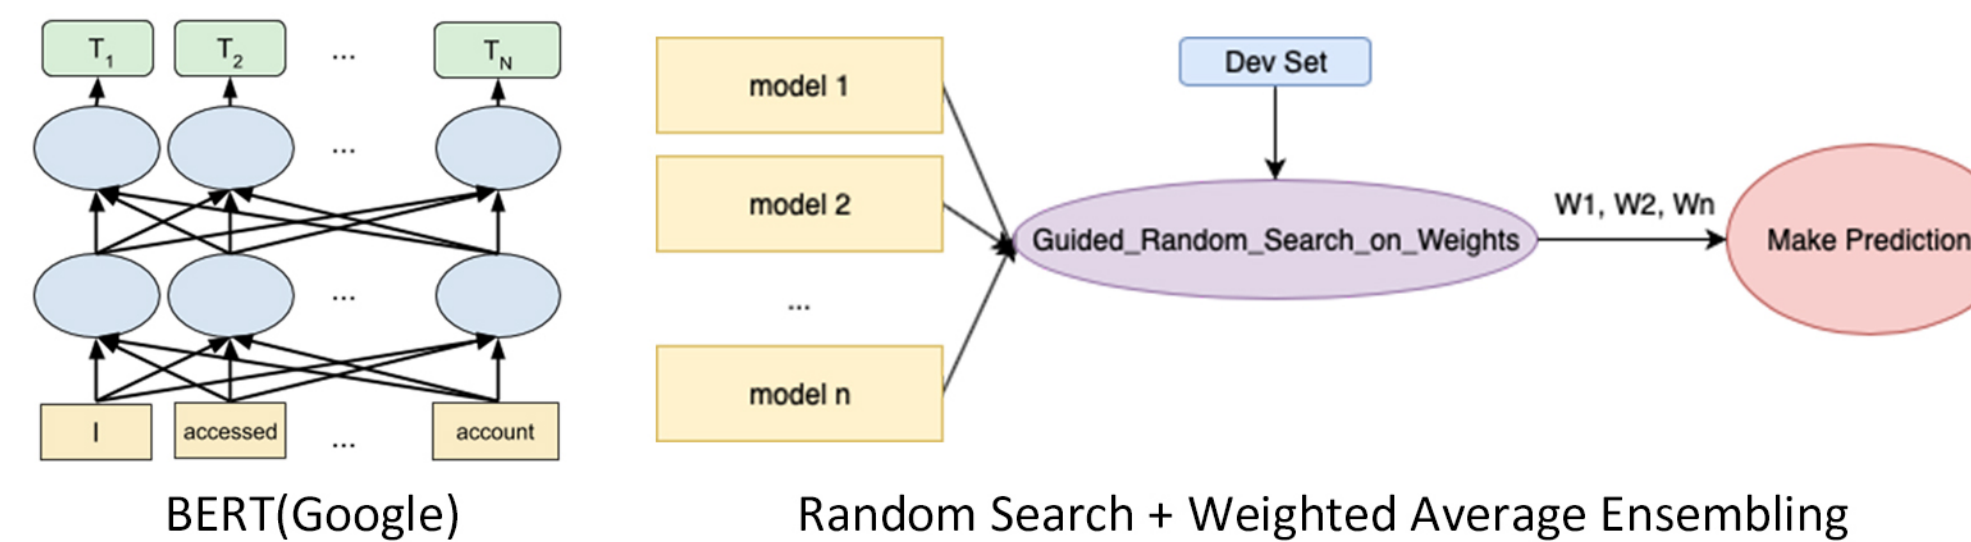 T1
T2
...
TN
...
...
I
accessed
...
account
BERT(Google)
model 1
model 2
...
model n
Dev Set
Guided_Random_Search_on_Weights
W1, W2, Wn
Make Prediction
Random Search + Weighted Average Ensembling